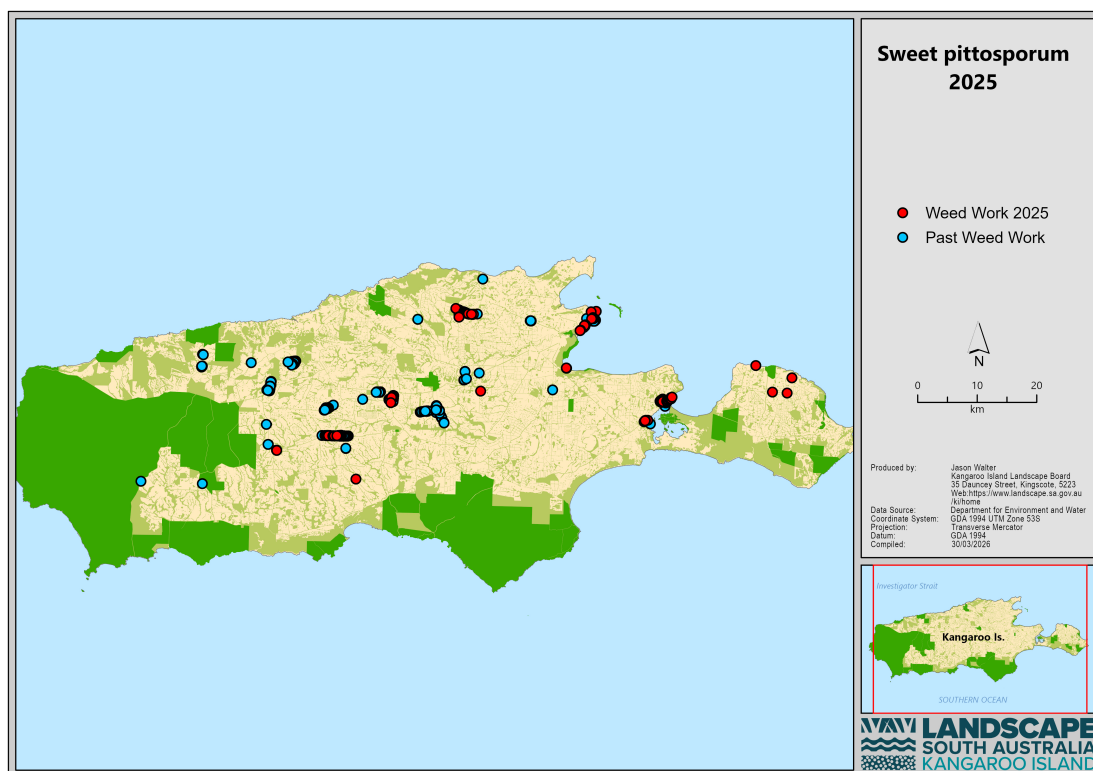 Sweet pittosporum
2025
Weed Work 2025
Past Weed Work
N
0 10 20
km
Produced by: Jason Walter
Kangaroo Island Landscape Board
35 Dauncey Street, Kingscote, 5223
Web:https://www.landscape.sa.gov.au
/ki/home
Data Source: Department for Environment and Water
Coordinate System: GDA 1994 UTM Zone 53S
Projection: Transverse Mercator
Datum: GDA 1994
Compiled: 30/03/2026
Investigator Strait
Kangaroo Is.
SOUTHERN OCEAN
LANDSCAPE
SOUTH AUSTRALIA
KANGAROO ISLAND